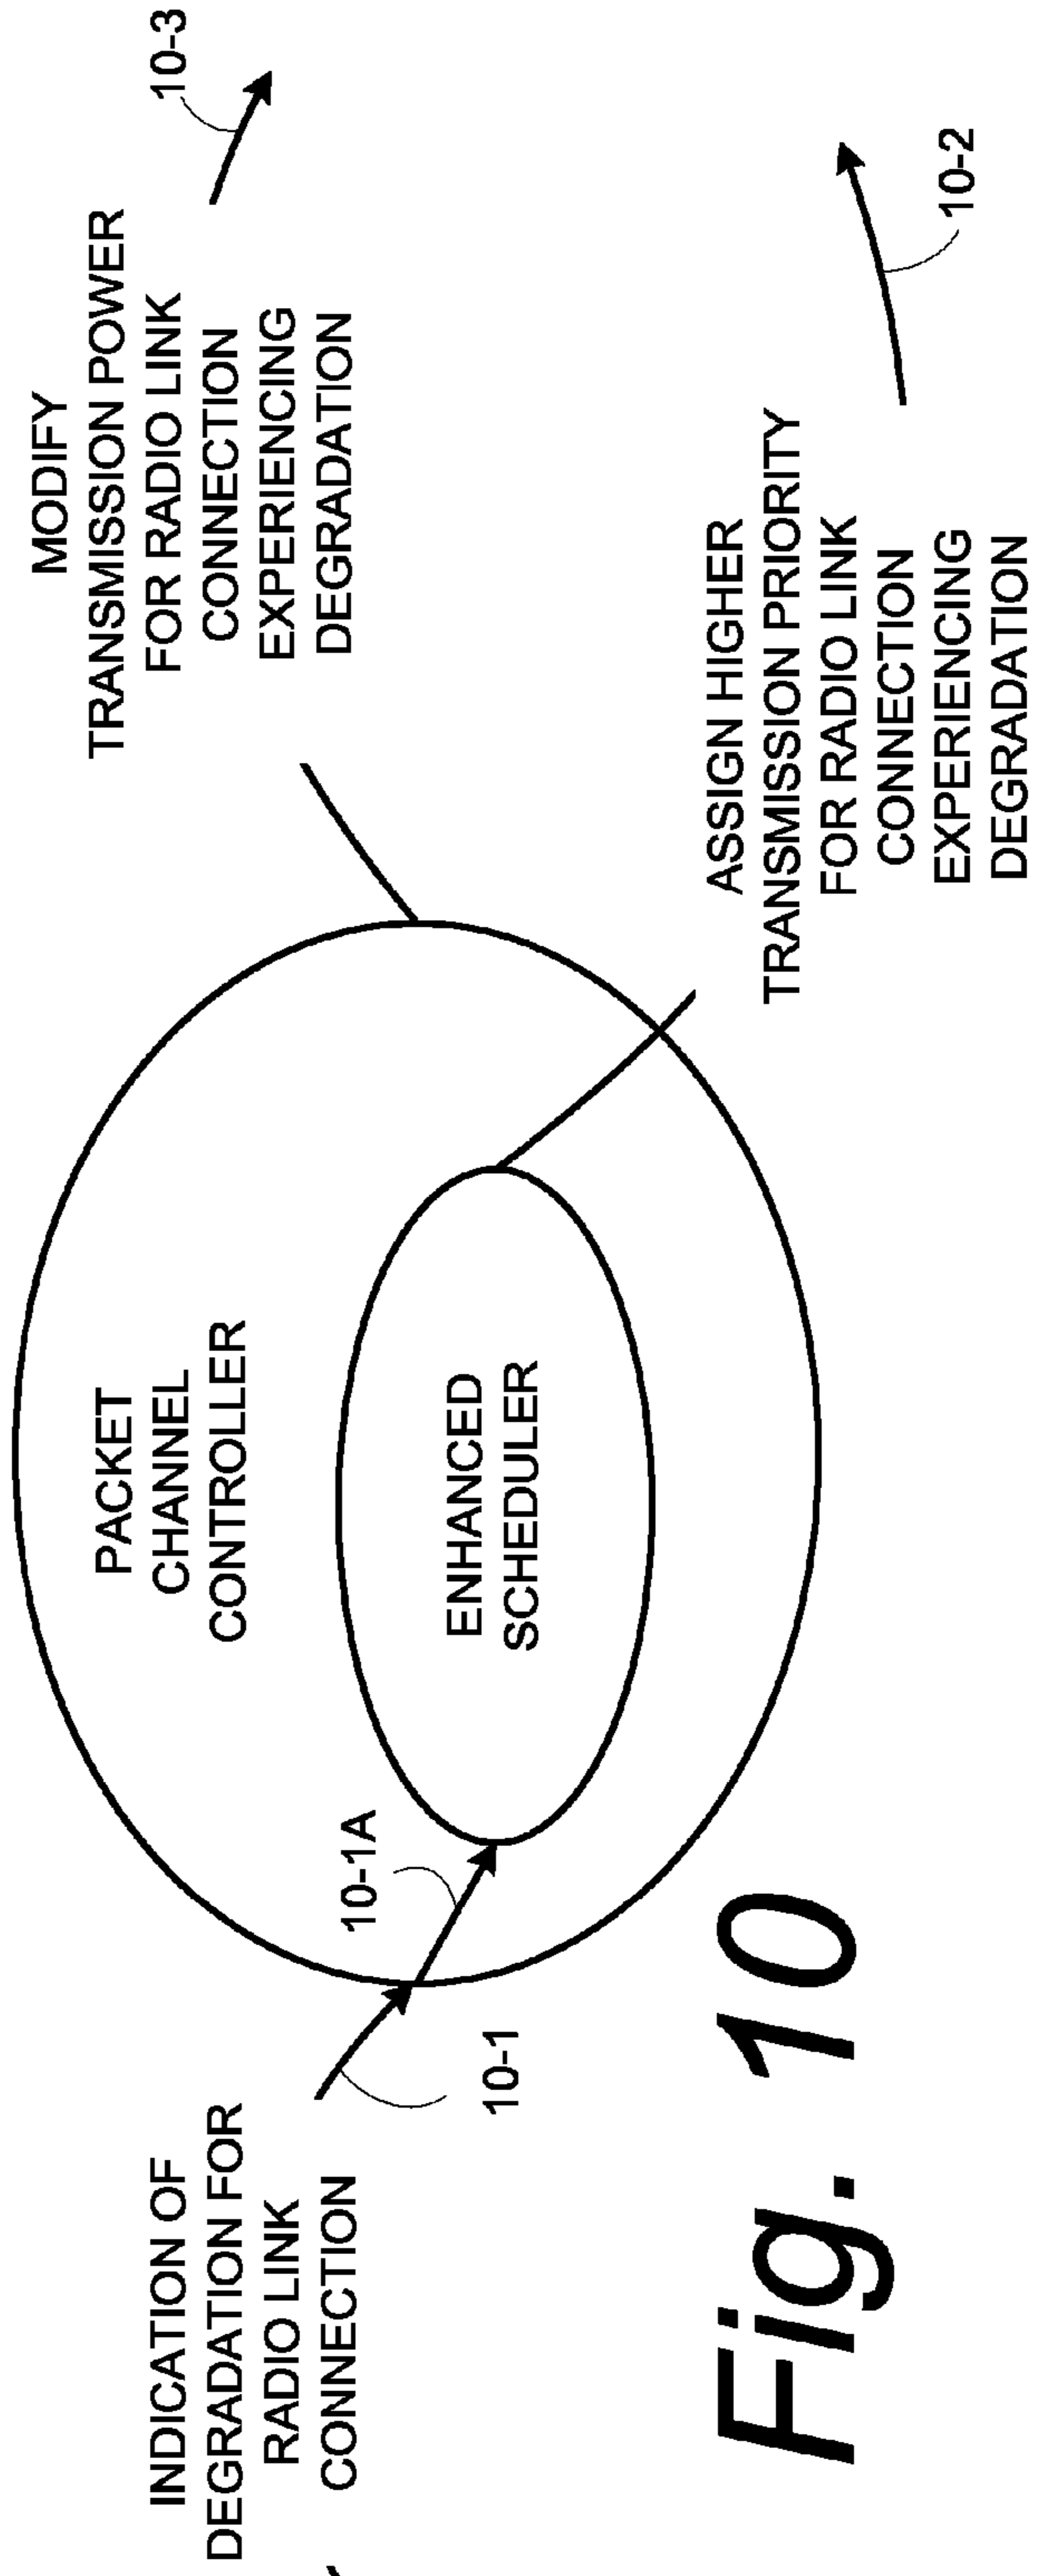 INDICATION OF
DEGRADATION FOR
RADIO LINK
CONNECTION
10-1
10-1A
PACKET
CHANNEL
CONTROLLER
ENHANCED
SCHEDULER
MODIFY
TRANSMISSION POWER
FOR RADIO LINK
CONNECTION
EXPERIENCING
DEGRADATION
10-3
ASSIGN HIGHER
TRANSMISSION PRIORITY
FOR RADIO LINK
CONNECTION
EXPERIENCING
DEGRADATION
10-2
Fig. 10